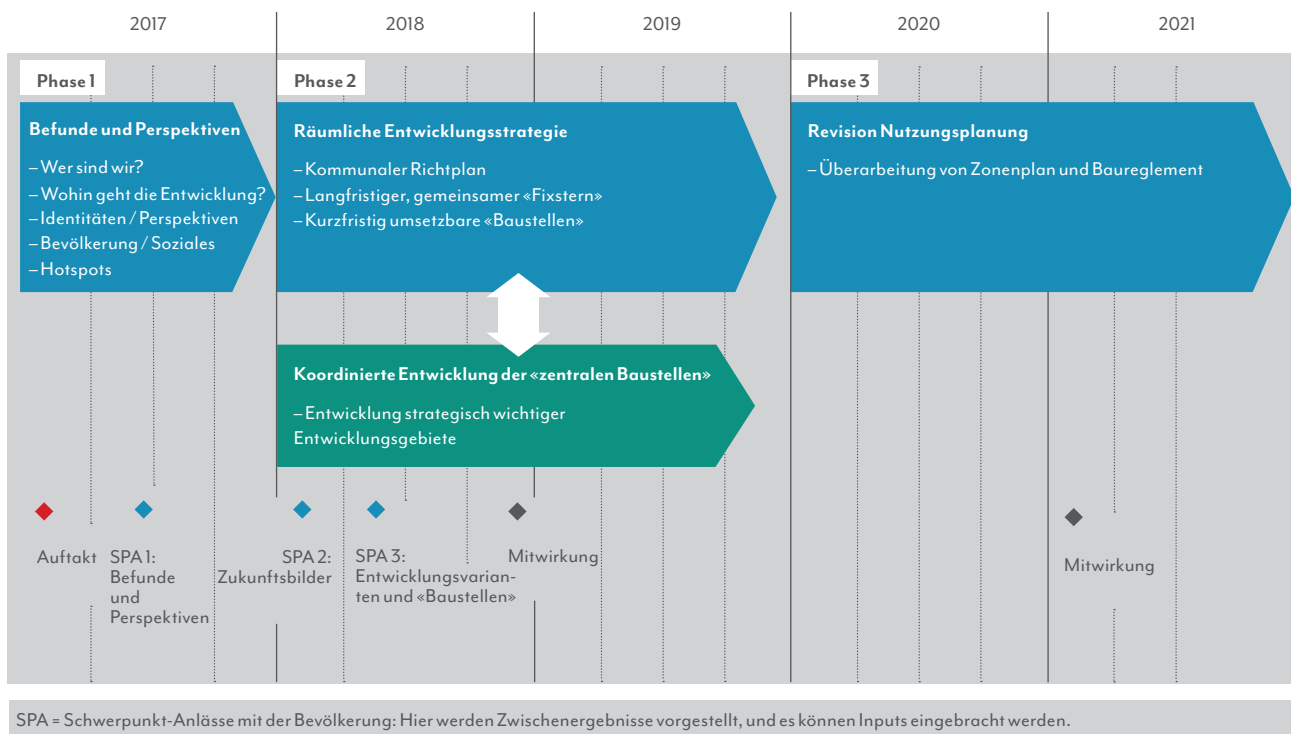 2017 2018 2019 2020 2021
Phase 1
Befunde und Perspektiven
– Wer sind wir?
– Wohin geht die Entwicklung?
– Identitäten / Perspektiven
– Bevölkerung / Soziales
– Hotspots
Phase 2
Räumliche Entwicklungsstrategie
– Kommunaler Richtplan
– Langfristiger, gemeinsamer «Fixstern»
– Kurzfristig umsetzbare «Baustellen»
Phase 3
Revision Nutzungsplanung
– Überarbeitung von Zonenplan und Baureglement
Koordinierte Entwicklung der «zentralen Baustellen»
– Entwicklung strategisch wichtiger
Entwicklungsgebiete
Auftakt
SPA 1:
Befunde
und
Perspektiven
SPA 2:
Zukunftsbilder
SPA 3:
Entwicklungsvarian-
ten und «Baustellen»
Mitwirkung
Mitwirkung
SPA = Schwerpunkt-Anlässe mit der Bevölkerung: Hier werden Zwischenergebnisse vorgestellt, und es können Inputs eingebracht werden.